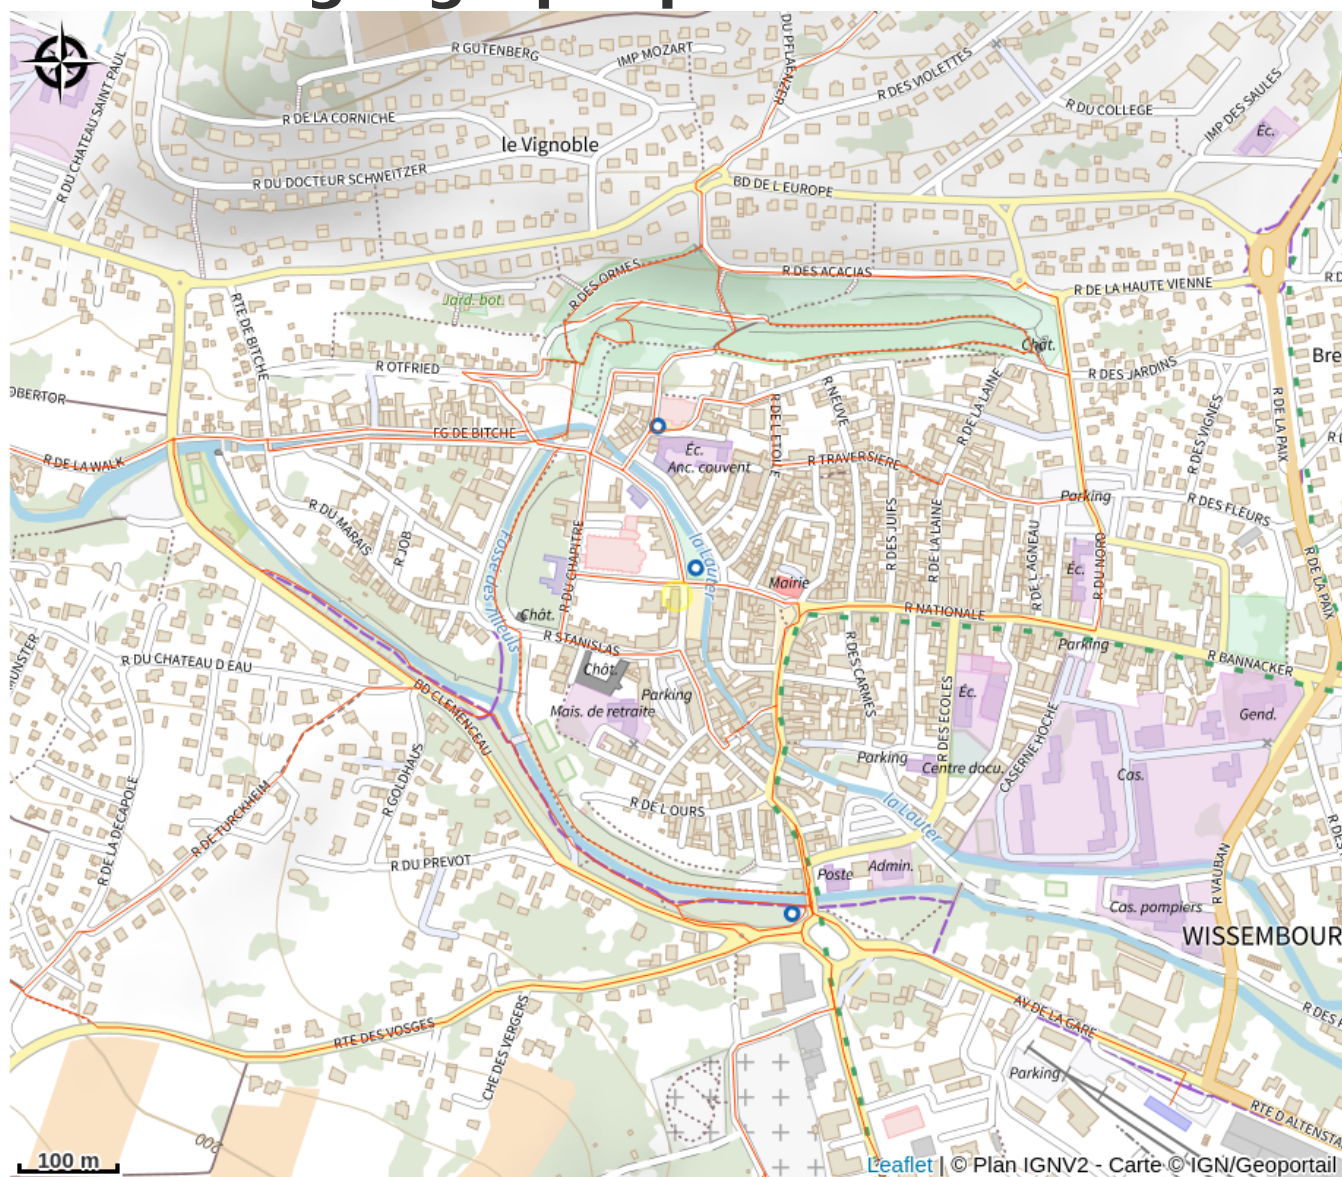 R GUTENBERG
IMP MOZART
DU PFLAENZER
R DES VIOLETTES
R DU COLLEGE
IMP DES SAULES
Éc.
R DU CHATEAU SAINT PAUL
R DE LA CORNICHE
le Vignoble
R DU DOCTEUR SCHWEITZER
BD DE L EUROPE
R DES ORMES
R DES ACACIAS
R DE LA HAUTE VIENNE
Jard. bot.
RTE DE BITCHE
Chât.
Bre
R OTFRIED
R DES JARDINS
OBERTOR
R NEUVE
R DE LA LAINE
R DE L ETOILE
R DES VIGNES
R DE LA PAIX
FG DE BITCHE
Éc.
Anc. couvent
R TRAVERSIERE
R DE LA WALK
Parking
R DES FLEURS
R DU MARAIS
R JOB
Fossé des Tilleuls
R DU CHAPITRE
la Lauter
R DES JUIFS
R DE LA LAINE
R DE L AGNEAU
R DU NORD
Éc.
R DE LA PAIX
Mairie
Chât.
R NATIONALE
R STANISLAS
Parking
R BANNACKER
MUNSTER
R DU CHATEAU D EAU
Chât.
R DES CARMES
R DES ECOLES
Éc.
BD CLEMENCEAU
Parking
Mais. de retraite
CASERNE HOCHE
Gend.
R GOLDHAUS
Parking
Centre docu.
Cas.
R DE LA DECAPOLE
R DE TURCKHEIM
R DE L'OURS
la Lauter
R DU PREVOT
Poste
Admin.
R VAUBAN
Cas. pompiers
WISSEMBOUR
AV DE LA GARE
RTE DES VOSGES
CHE DES VERGERS
Parking
RTE D ALTENSTA
200
100 m
Leaflet | © Plan IGNV2 - Carte © IGN/Geoportail